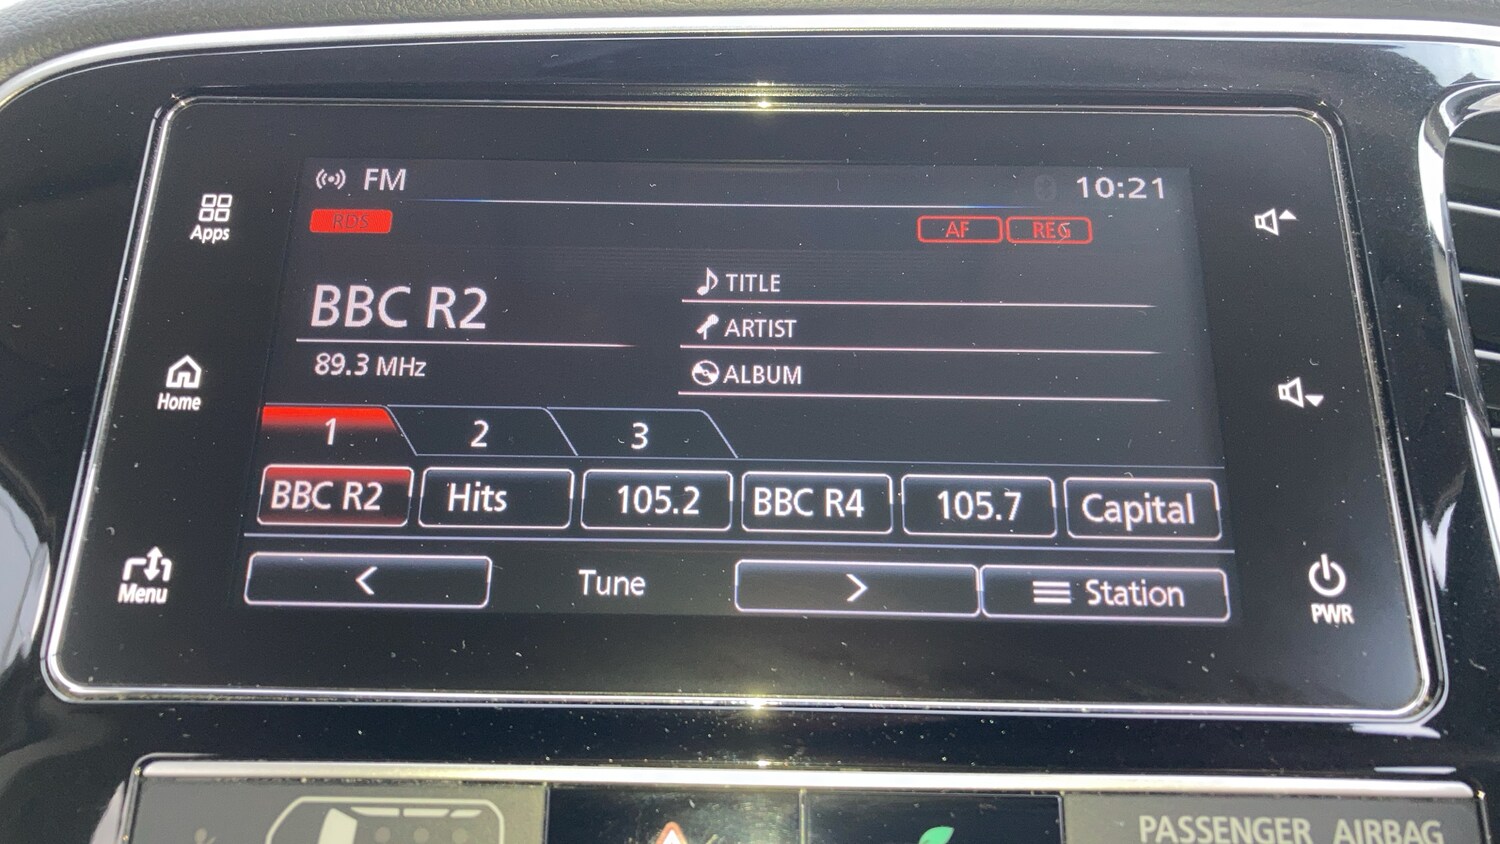 FM 10:21
RDS AF REG
Apps
TITLE
BBC R2
ARTIST
89.3 MHz
ALBUM
Home
1 2 3
BBC R2 Hits 105.2 BBC R4 105.7 Capital
< Tune > Station
Menu
PWR
PASSENGER AIRBAG